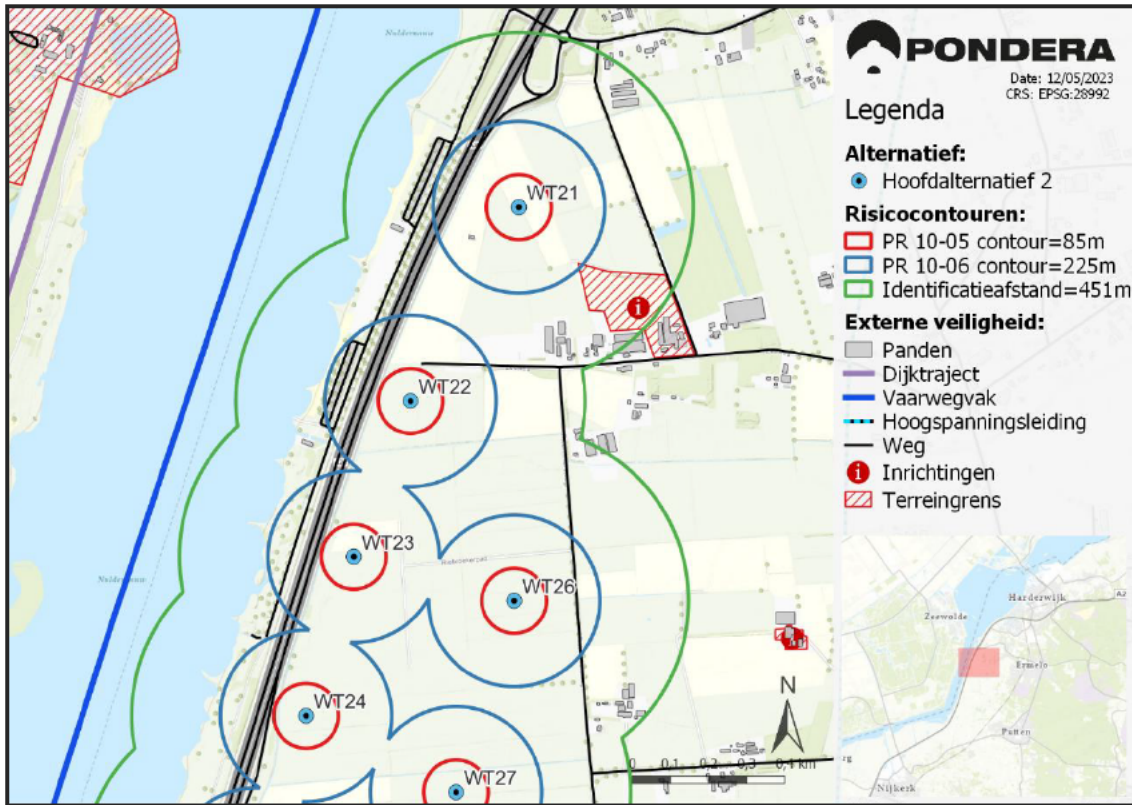 PONDERA
Date: 12/05/2023
CRS: EPSG:28992
Legenda
Alternatief:
Hoofdalternatief 2
Risicocontouren:
PR 10-05 contour=85m
PR 10-06 contour=225m
Identificatieafstand=451m
Externe veiligheid:
Panden
Dijktraject
Vaarwegvak
Hoogspanningsleiding
Weg
i Inrichtingen
Terreingrens
Nuldernauw
WT21
i
WT22
WT23
WT26
Nuldernauw
WT24
WT27
N
0 0,1 0,2 0,3 0,4 km
Harderwijk
Zeewolde
Ermelo
Putten
Nijkerk